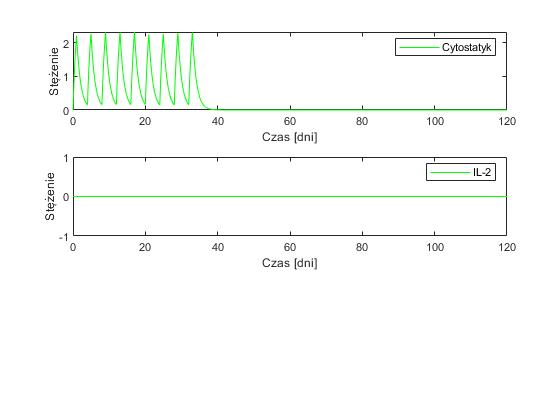 2
1
0
Stężenie
Cytostatyk
0 20 40 60 80 100 120
Czas [dni]
1
0
-1
Stężenie
IL-2
0 20 40 60 80 100 120
Czas [dni]